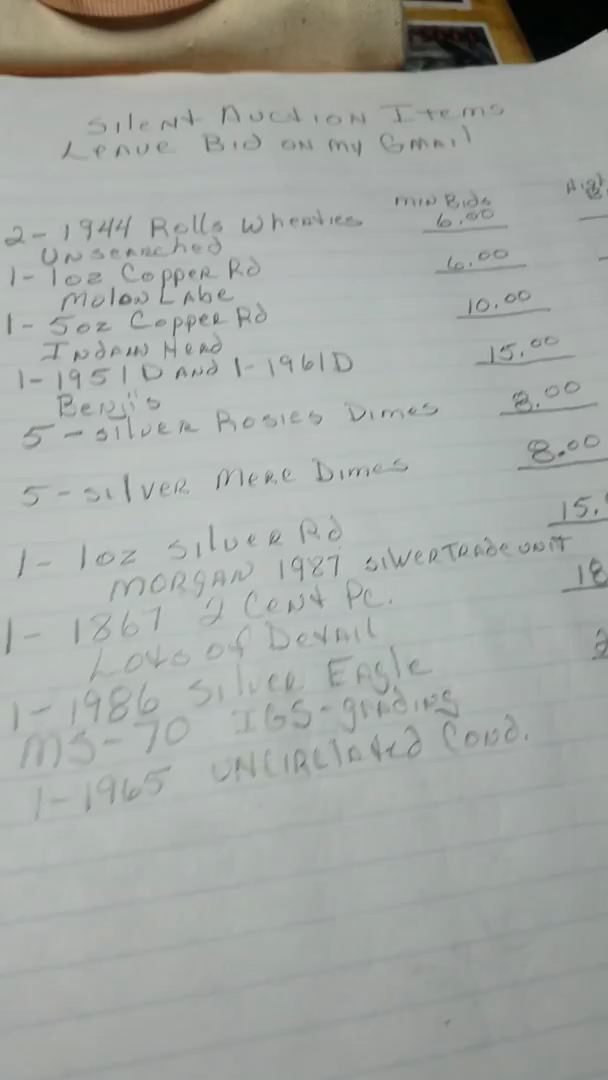 Silent Auction Items
Leave Bid on my Gmail
Min Bids
2- 1944 Rolls Wheaties 6.00
Unsearched
1- 1oz Copper Rd 6.00
Molow Labe
1- 5oz Copper Rd 10.00
Indain Head
1- 1951 D and 1- 1961 D 15.00
Benji's
5- silver Rosies Dimes 8.00
5- silver Merc Dimes 8.00
1- 1oz Silver Rd 15.
Morgan 1987 silver trade unit
1- 1867 2 Cent Pc. 18
Lots of Detail
1- 1986 Silver Eagle 2
MS-70 IGS-grading
1- 1965 Uncirclated Cond.